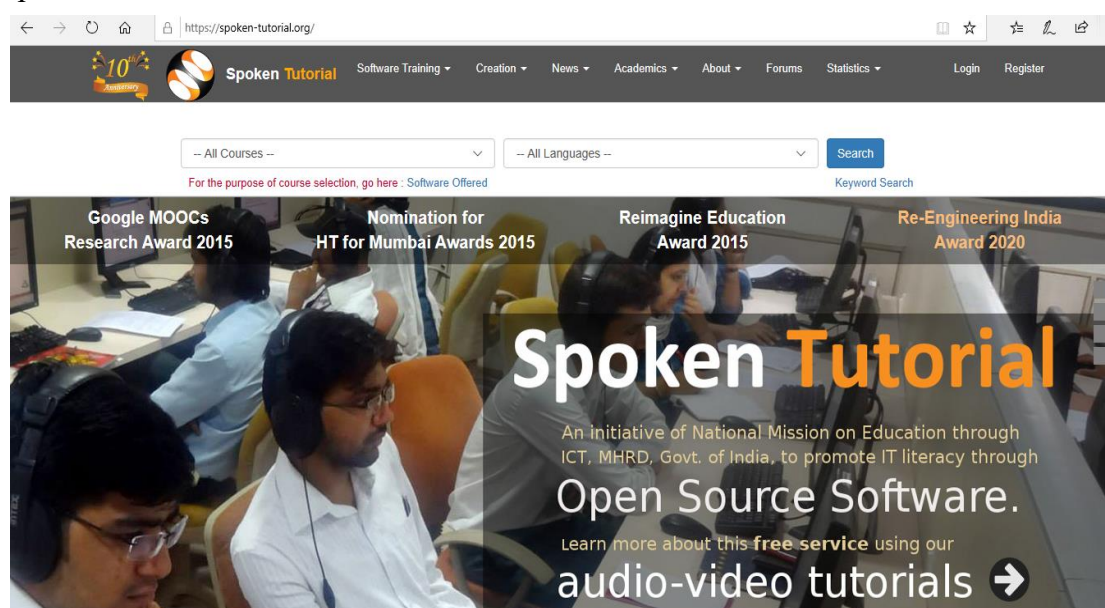 https://spoken-tutorial.org/
10th Anniversary
Spoken Tutorial
Software Training Creation News Academics About Forums Statistics Login Register
-- All Courses -- -- All Languages -- Search
For the purpose of course selection, go here : Software Offered Keyword Search
Google MOOCs
Research Award 2015
Nomination for
HT for Mumbai Awards 2015
Reimagine Education
Award 2015
Re-Engineering India
Award 2020
Spoken Tutorial
An initiative of National Mission on Education through
ICT, MHRD, Govt. of India, to promote IT literacy through
Open Source Software.
Learn more about this free service using our
audio-video tutorials